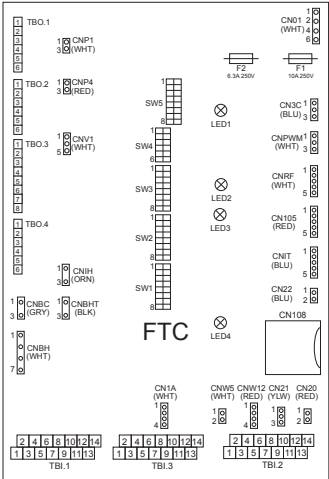 1 TBO.1
2
3
4
5
6
1 CNP1
3 (WHT)
CN01 1
(WHT) 2
4
6
F2
6.3A 250V
F1
10A 250V
1 TBO.2
2
3
4
5
6
1 CNP4
3 (RED)
1
SW5
8
LED1
CN3C 1
(BLU)
3
1 TBO.3
2
3
4
5
6
7
8
1 CNV1
(WHT)
5
1
SW4
6
CNPWM 1
(WHT) 3
1
SW3
8
LED2
CNRF 1
(WHT)
5
1 TBO.4
2
3
4
5
6
1
SW2
8
LED3
CN105 1
(RED)
5
1 CNIH
3 (ORN)
1
SW1
8
CNIT 1
(BLU)
5
1 CNBC
3 (GRY)
1 CNBHT
3 (BLK)
CN22 1
(BLU) 2
FTC
LED4
CN108
1 CNBH
(WHT)
7
CN1A
(WHT)
1
4
CNW5
(WHT)
1
2
CNW12
(RED)
1
4
CN21
(YLW)
1
3
CN20
(RED)
1
2
2 4 6 8 10 12 14
1 3 5 7 9 11 13
TBI.1
2 4 6 8 10 12 14
1 3 5 7 9 11 13
TBI.3
2 4 6 8 10 12 14
1 3 5 7 9 11 13
TBI.2